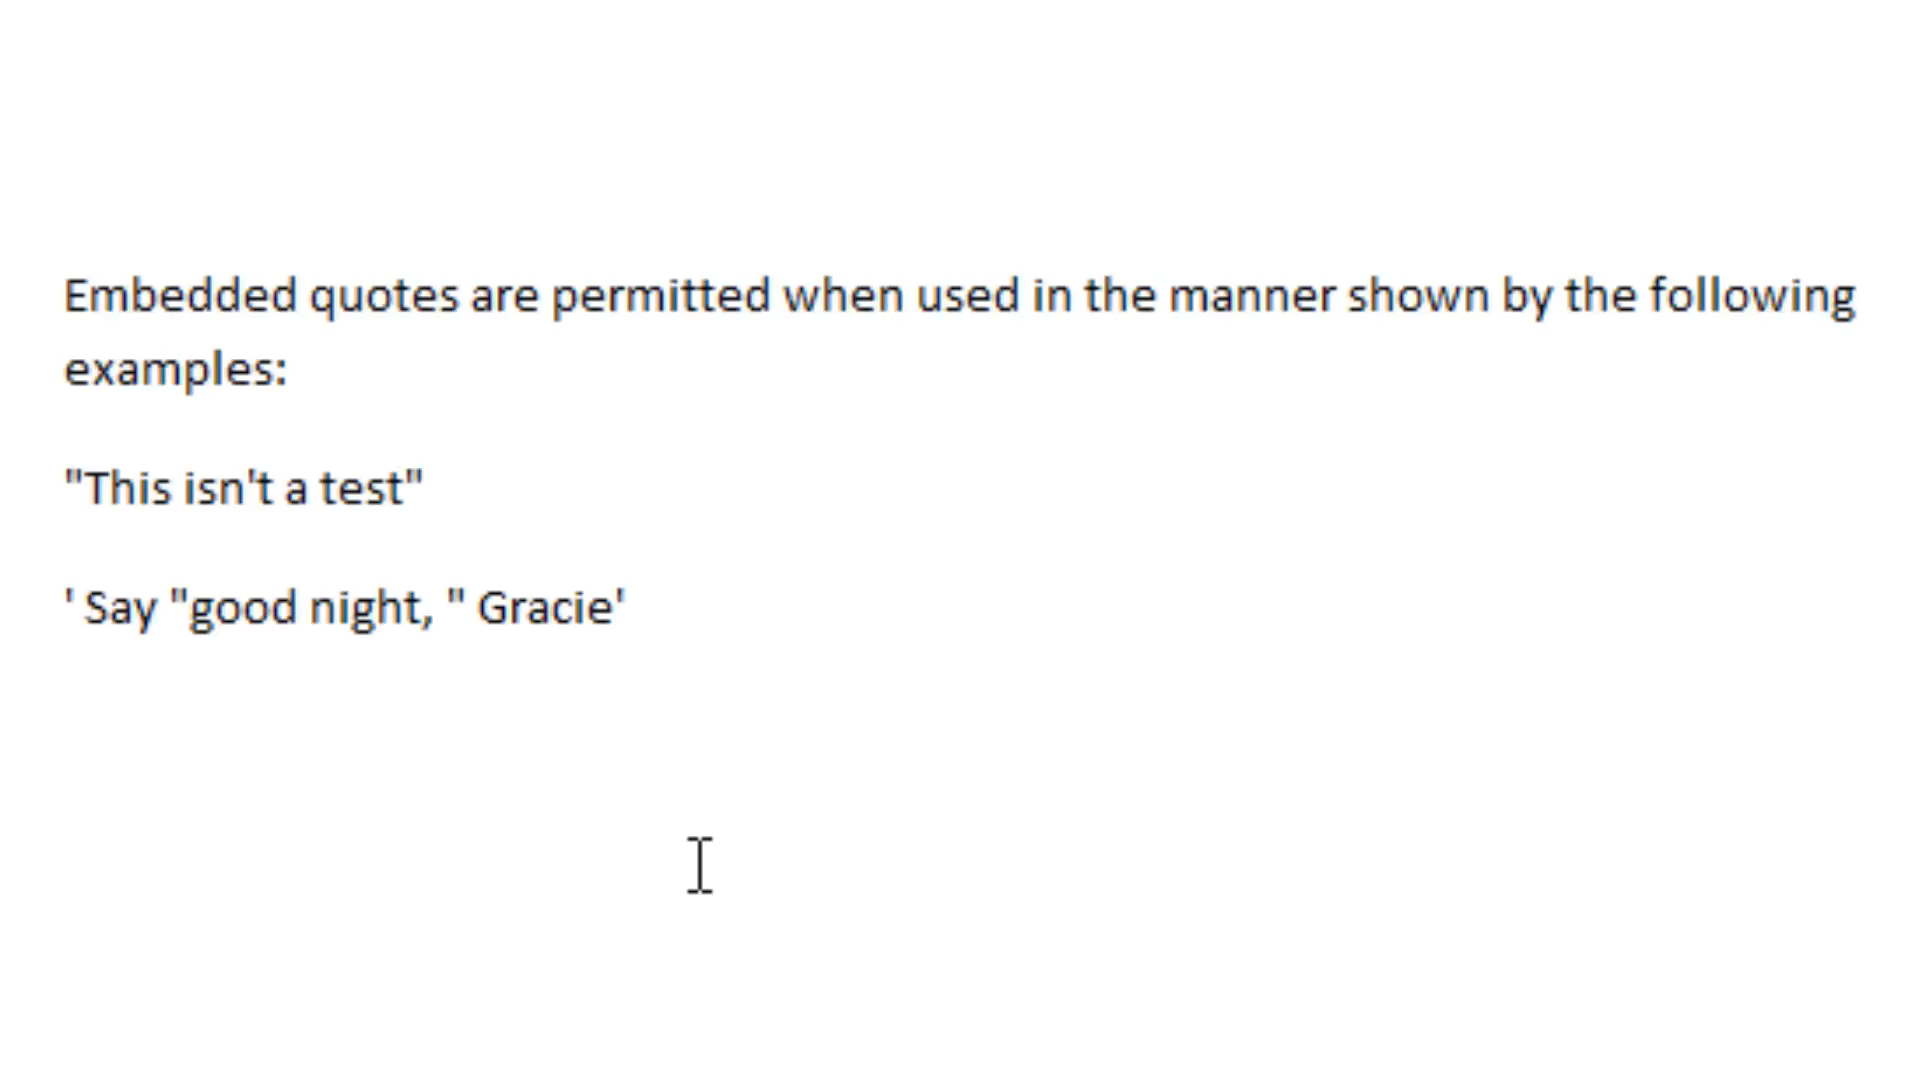 Embedded quotes are permitted when used in the manner shown by the following
examples:
"This isn't a test"
' Say "good night, " Gracie'